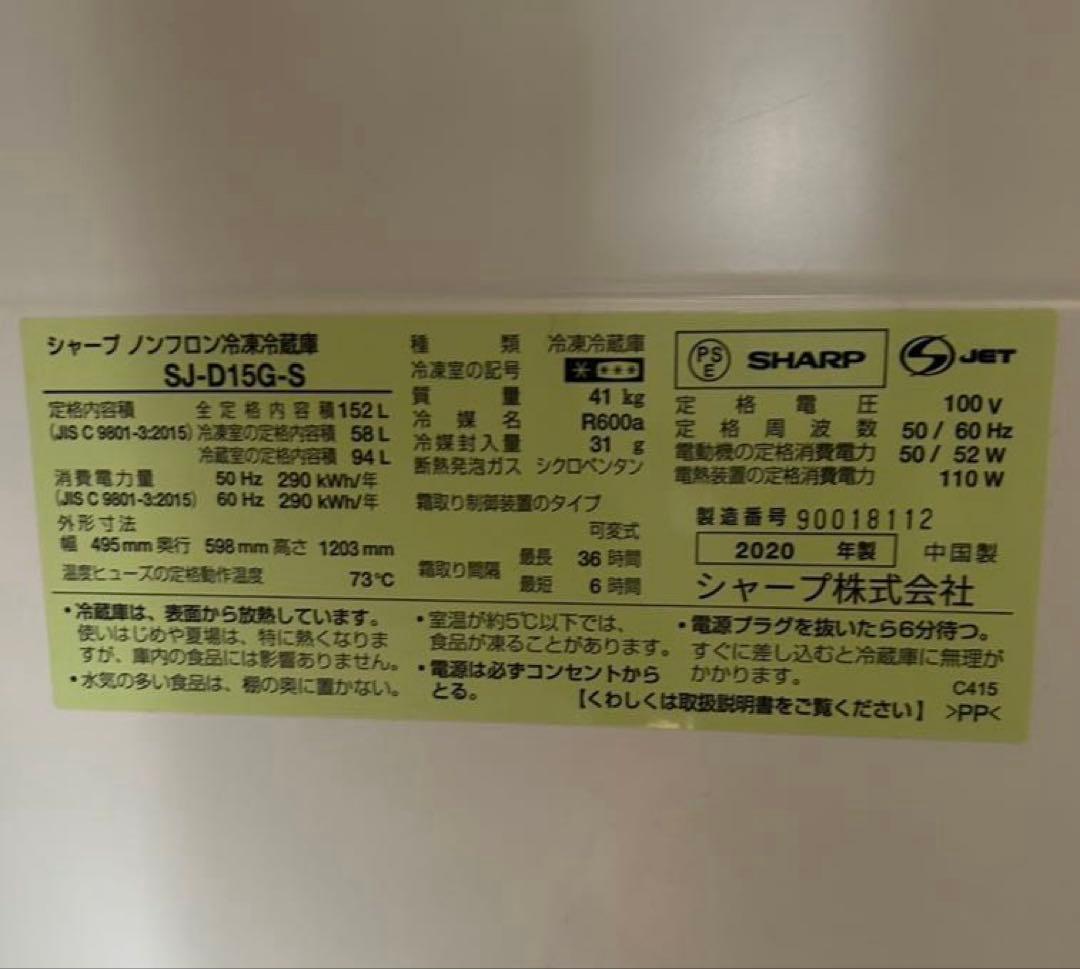 シャープ ノンフロン冷凍冷蔵庫
SJ-D15G-S
定格内容積 全定格内容積 152 L
(JIS C 9801-3:2015) 冷凍室の定格内容積 58 L
冷蔵室の定格内容積 94 L
消費電力量 50 Hz 290 kWh/年
(JIS C 9801-3:2015) 60 Hz 290 kWh/年
外形寸法
幅 495 mm 奥行 598 mm 高さ 1203 mm
温度ヒューズの定格動作温度 73℃
種類 冷凍冷蔵庫
冷凍室の記号
質量 41 kg
冷媒名 R600a
冷媒封入量 31 g
断熱発泡ガス シクロペンタン
霜取り制御装置のタイプ
可変式
霜取り間隔 最長 36 時間
最短 6 時間
PSE SHARP JET
定格電圧 100 V
定格周波数 50 / 60 Hz
電動機の定格消費電力 50 / 52 W
電熱装置の定格消費電力 110 W
製造番号 90018112
2020 年製 中国製
シャープ株式会社
・冷蔵庫は、表面から放熱しています。
使いはじめや夏場は、特に熱くなりま
すが、庫内の食品には影響ありません。
・水気の多い食品は、棚の奥に置かない。
・室温が約5℃以下では、
食品が凍ることがあります。
・電源は必ずコンセントから
とる。
・電源プラグを抜いたら6分待つ。
すぐに差し込むと冷蔵庫に無理が
かかります。
C415
【くわしくは取扱説明書をご覧ください】 >PP<